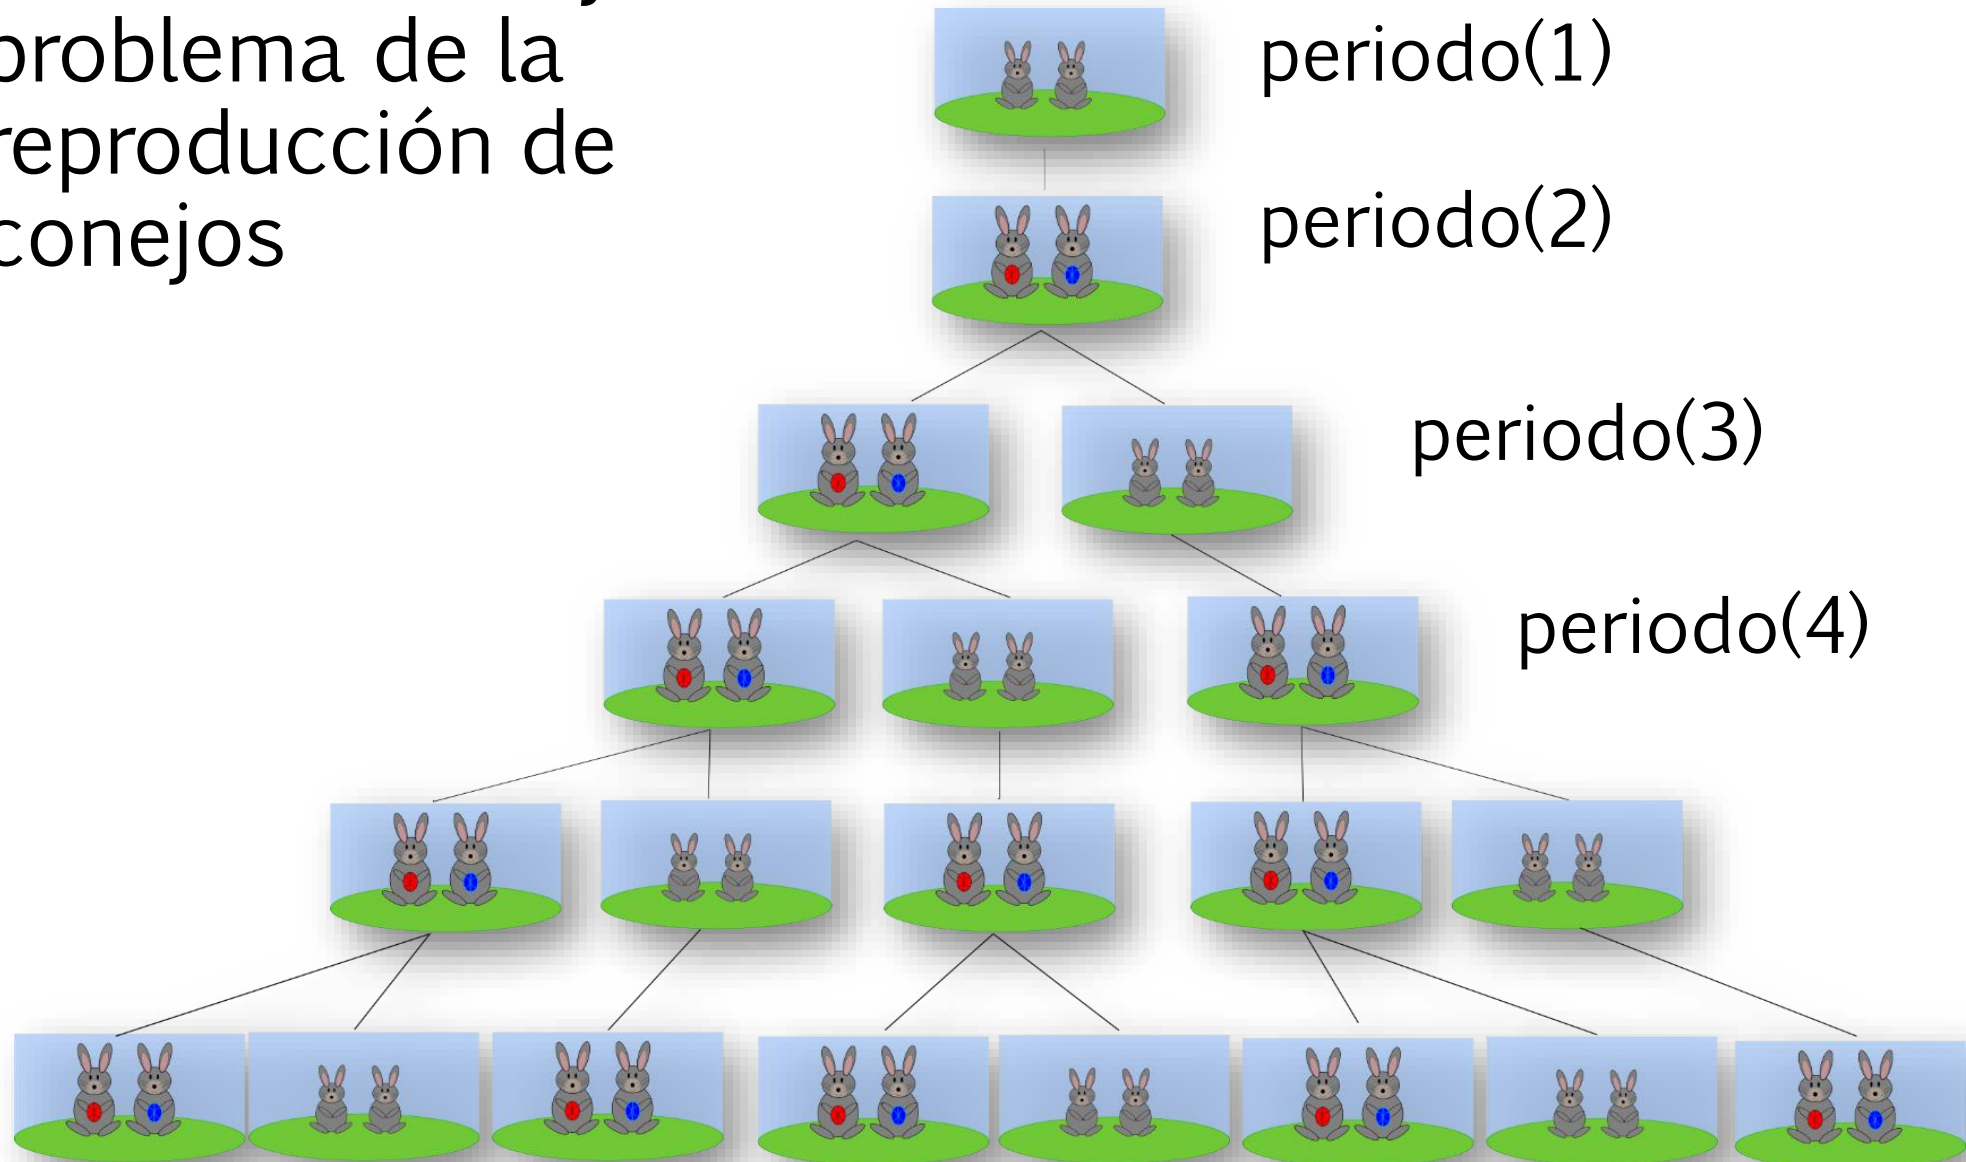 problema de la
reproducción de
conejos
periodo(1)
periodo(2)
periodo(3)
periodo(4)